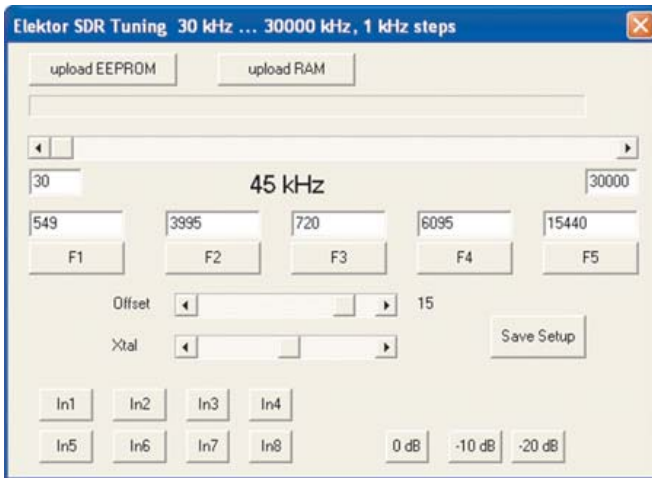 Elektor SDR Tuning 30 kHz ... 30000 kHz, 1 kHz steps
upload EEPROM upload RAM
30 45 kHz 30000
549 3995 720 6095 15440
F1 F2 F3 F4 F5
Offset 15
Xtal
Save Setup
In1 In2 In3 In4
In5 In6 In7 In8 0 dB -10 dB -20 dB